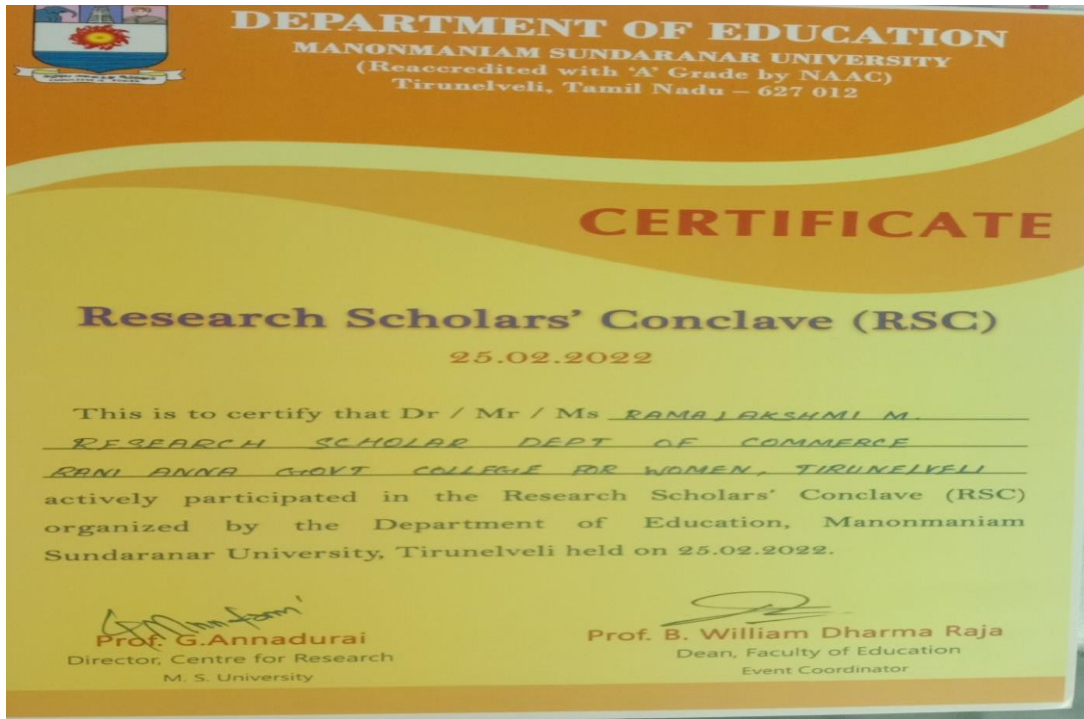 DEPARTMENT OF EDUCATION
MANONMANIAM SUNDARANAR UNIVERSITY
(Reaccredited with 'A' Grade by NAAC)
Tirunelveli, Tamil Nadu – 627 012
CERTIFICATE
Research Scholars' Conclave (RSC)
25.02.2022
This is to certify that Dr / Mr / Ms RAMALAKSHMI M.
RESEARCH SCHOLAR DEPT OF COMMERCE
RANI ANNA GOVT COLLEGE FOR WOMEN, TIRUNELVELI
actively participated in the Research Scholars' Conclave (RSC)
organized by the Department of Education, Manonmaniam
Sundaranar University, Tirunelveli held on 25.02.2022.
Prof. G.Annadurai
Director, Centre for Research
M. S. University
Prof. B. William Dharma Raja
Dean, Faculty of Education
Event Coordinator